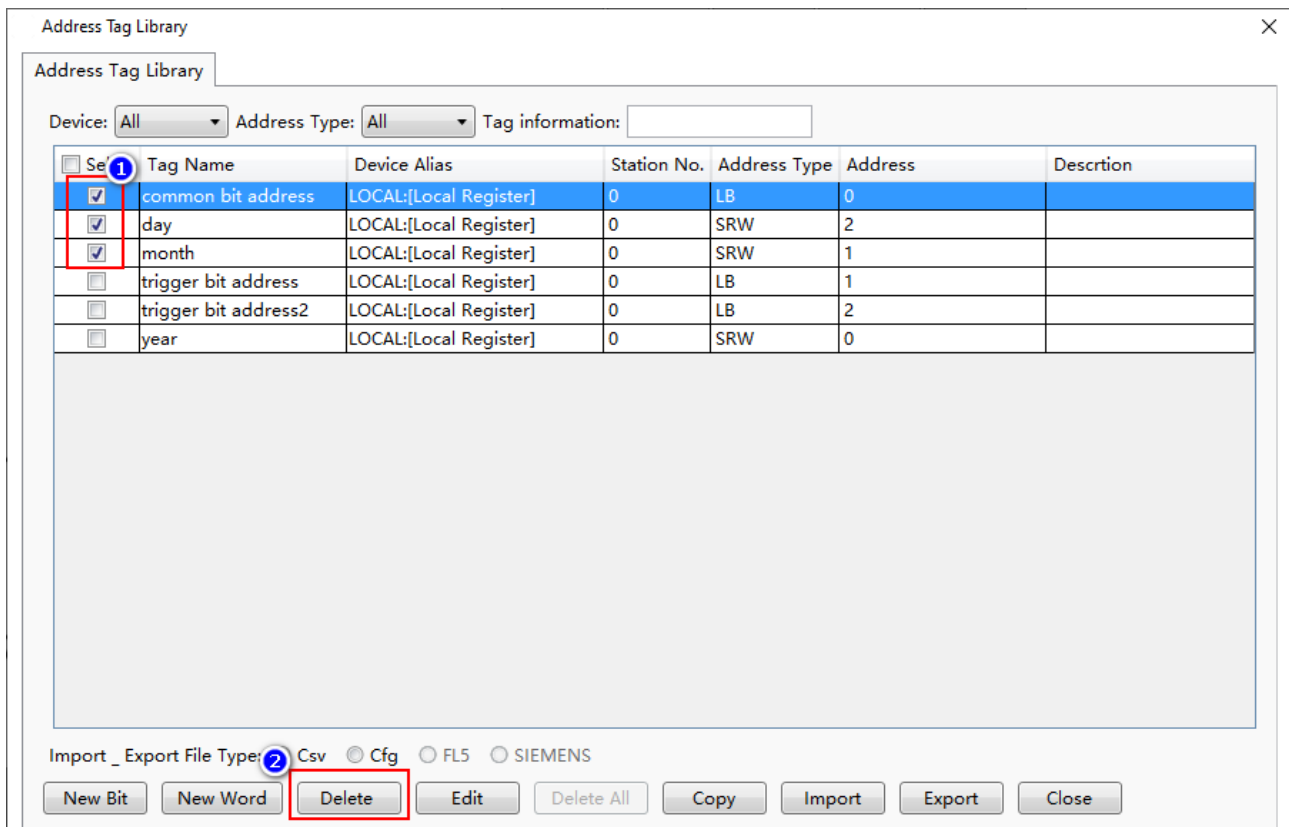 Address Tag Library
Address Tag Library
Device: All Address Type: All Tag information:
Sel 1 Tag Name Device Alias Station No. Address Type Address Descrtion
common bit address LOCAL:[Local Register] 0 LB 0
day LOCAL:[Local Register] 0 SRW 2
month LOCAL:[Local Register] 0 SRW 1
trigger bit address LOCAL:[Local Register] 0 LB 1
trigger bit address2 LOCAL:[Local Register] 0 LB 2
year LOCAL:[Local Register] 0 SRW 0
Import _ Export File Type: 2 Csv Cfg FL5 SIEMENS
New Bit New Word Delete Edit Delete All Copy Import Export Close